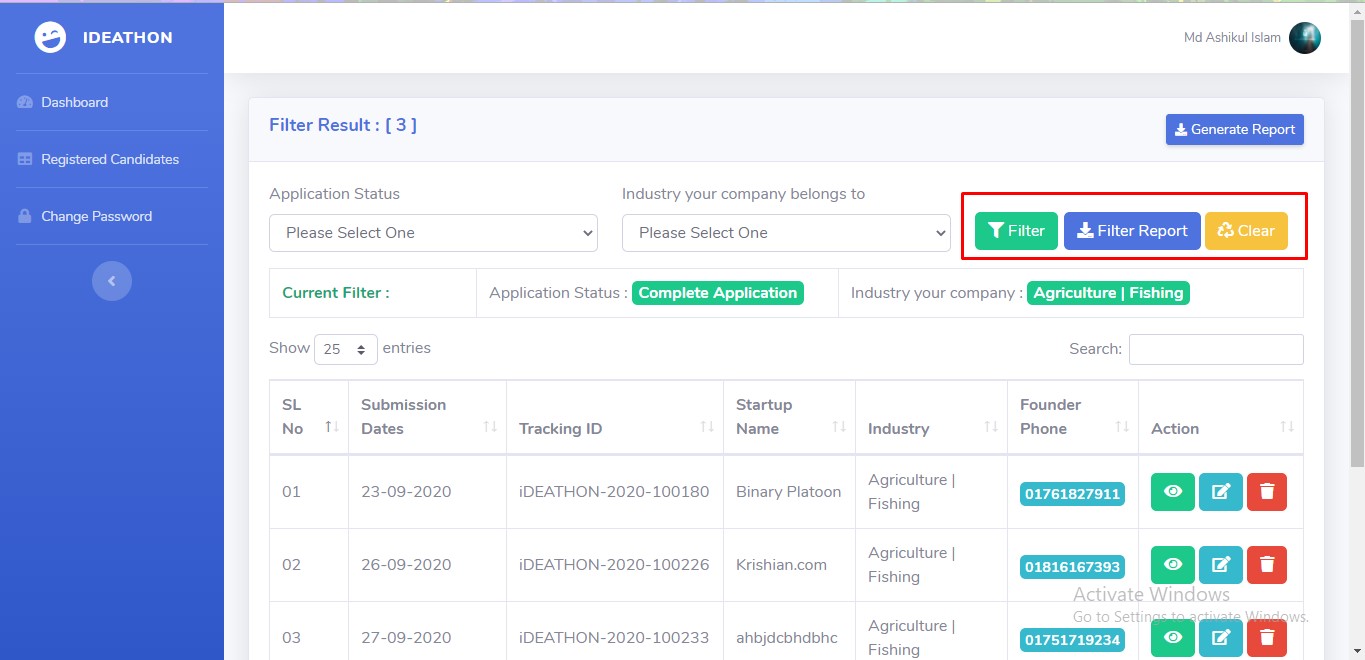 IDEATHON
Md Ashikul Islam
Dashboard
Registered Candidates
Change Password
Filter Result : [ 3 ]
Generate Report
Application Status
Industry your company belongs to
Please Select One
Please Select One
Filter
Filter Report
Clear
Current Filter :
Application Status : Complete Application
Industry your company : Agriculture | Fishing
Show 25 entries
Search:
SL
No
Submission
Dates
Tracking ID
Startup
Name
Industry
Founder
Phone
Action
01
23-09-2020
iDEATHON-2020-100180
Binary Platoon
Agriculture |
Fishing
01761827911
02
26-09-2020
iDEATHON-2020-100226
Krishian.com
Agriculture |
Fishing
01816167393
03
27-09-2020
iDEATHON-2020-100233
ahbjdcbhdbhc
Agriculture |
Fishing
01751719234
Activate Windows
Go to Settings to activate Windows.